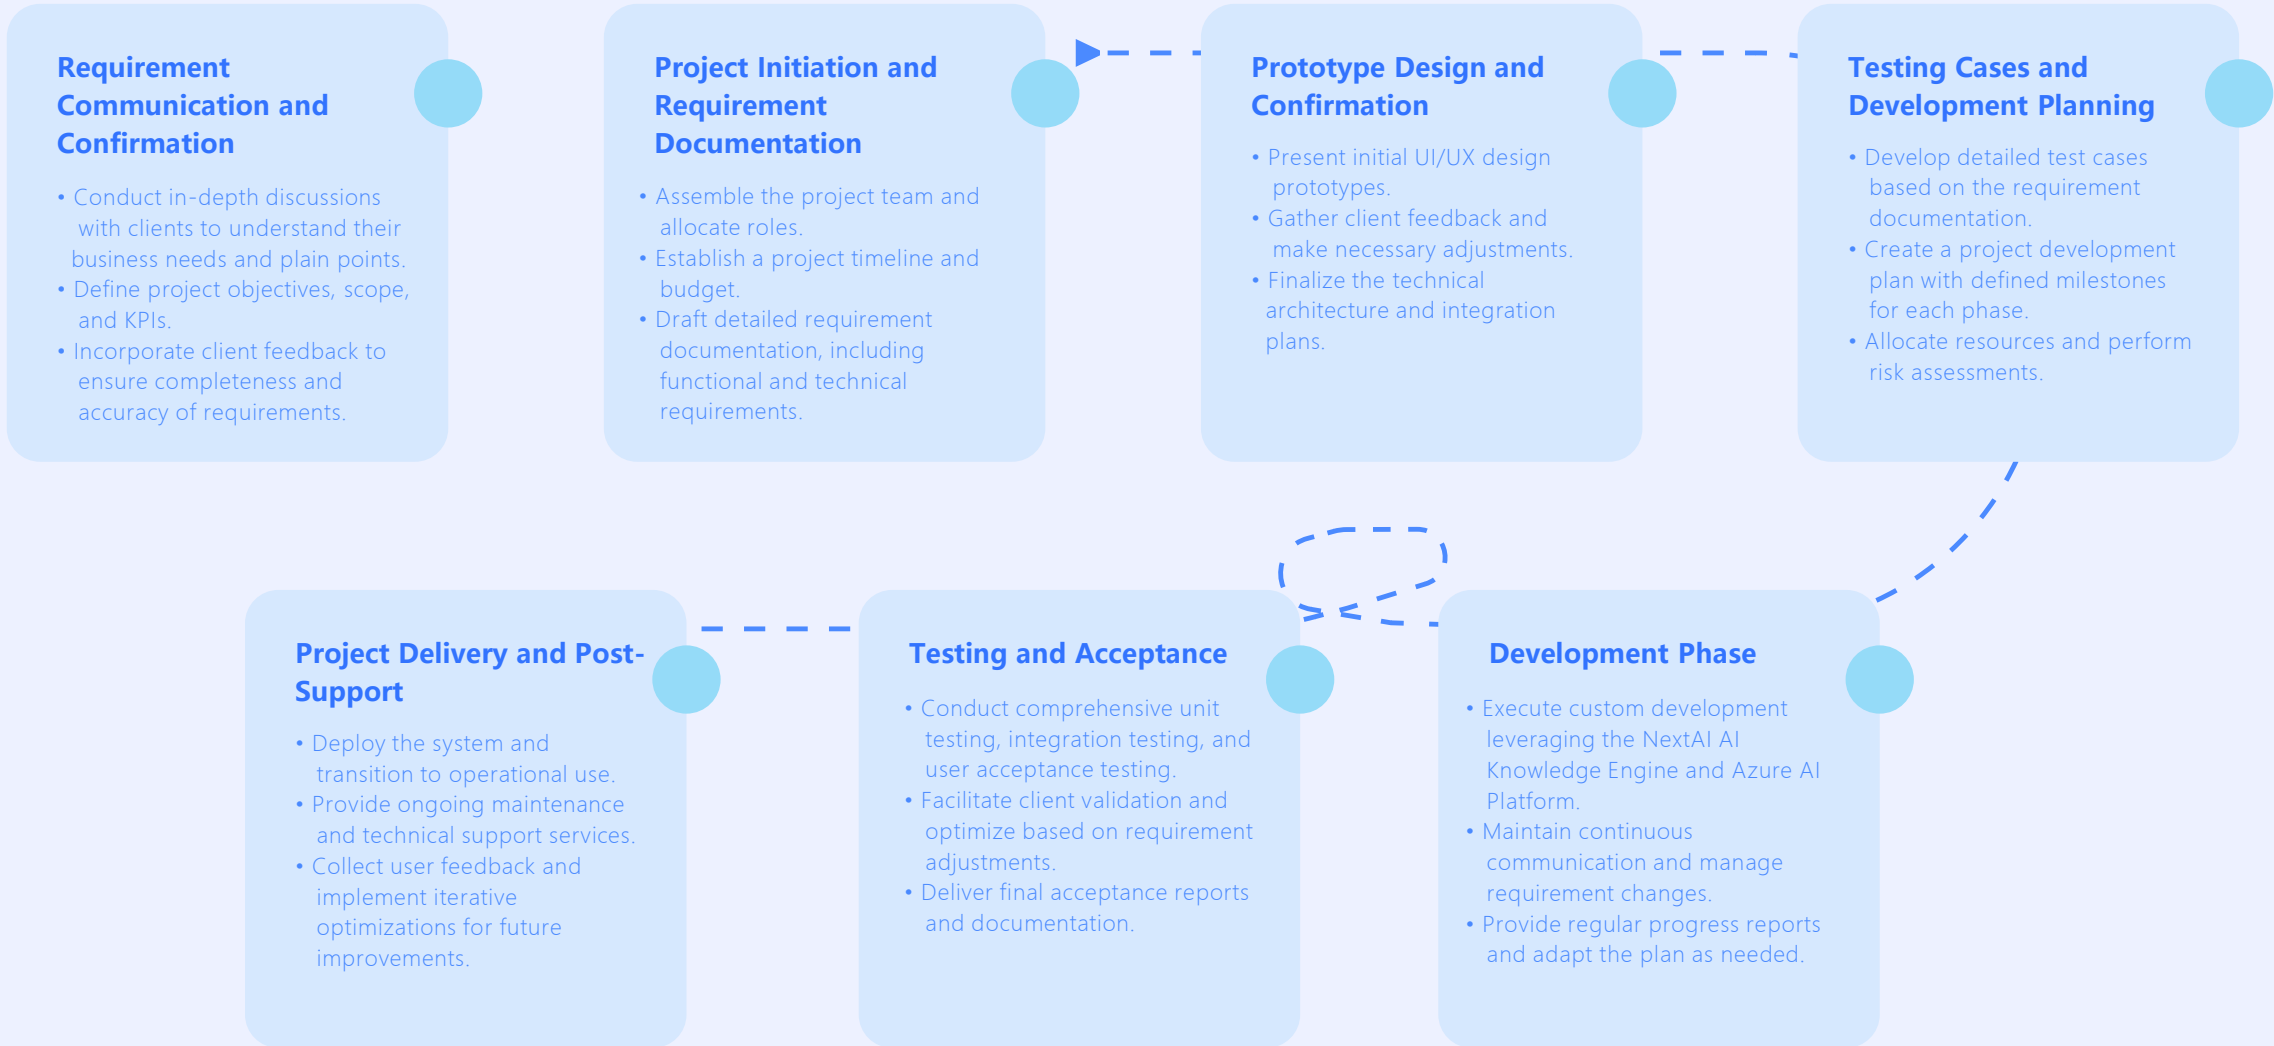 Requirement
Communication and
Confirmation
• Conduct in-depth discussions
with clients to understand their
business needs and plain points.
• Define project objectives, scope,
and KPIs.
• Incorporate client feedback to
ensure completeness and
accuracy of requirements.
Project Initiation and
Requirement
Documentation
• Assemble the project team and
allocate roles.
• Establish a project timeline and
budget.
• Draft detailed requirement
documentation, including
functional and technical
requirements.
Prototype Design and
Confirmation
• Present initial UI/UX design
prototypes.
• Gather client feedback and
make necessary adjustments.
• Finalize the technical
architecture and integration
plans.
Testing Cases and
Development Planning
• Develop detailed test cases
based on the requirement
documentation.
• Create a project development
plan with defined milestones
for each phase.
• Allocate resources and perform
risk assessments.
Project Delivery and Post-
Support
• Deploy the system and
transition to operational use.
• Provide ongoing maintenance
and technical support services.
• Collect user feedback and
implement iterative
optimizations for future
improvements.
Testing and Acceptance
• Conduct comprehensive unit
testing, integration testing, and
user acceptance testing.
• Facilitate client validation and
optimize based on requirement
adjustments.
• Deliver final acceptance reports
and documentation.
Development Phase
• Execute custom development
leveraging the NextAI AI
Knowledge Engine and Azure AI
Platform.
• Maintain continuous
communication and manage
requirement changes.
• Provide regular progress reports
and adapt the plan as needed.